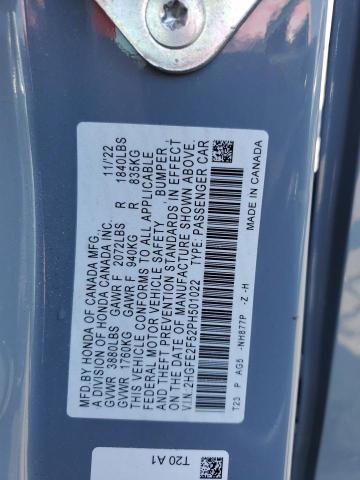 MFD. BY HONDA OF CANADA MFG. 11/22
A DIVISION OF HONDA CANADA INC.
GVWR 3880LBS GAWR F 2072LBS R 1840LBS
GVWR 1760KG GAWR F 940KG R 835KG
THIS VEHICLE CONFORMS TO ALL APPLICABLE
FEDERAL MOTOR VEHICLE SAFETY, BUMPER
AND THEFT PREVENTION STANDARDS IN EFFECT
ON THE DATE OF MANUFACTURE SHOWN ABOVE.
V.I.N. 2HGFE2F52PH501022 TYPE: PASSENGER CAR
MADE IN CANADA
T23 P AG5 -NH877P -Z -H
T20 A1